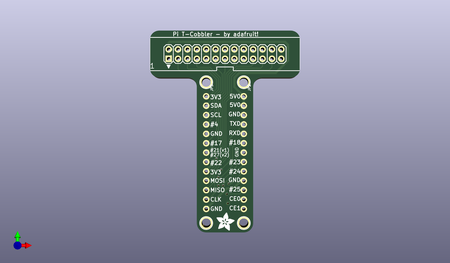 Pi T-Cobbler - by adafruit!
1
3V3 5V0
SDA 5V0
SCL GND
#4 TXD
GND RXD
#17 #18
#21(v1)
#27(v2) GND
#22 #23
3V3 #24
MOSI GND
MISO #25
CLK CE0
GND CE1